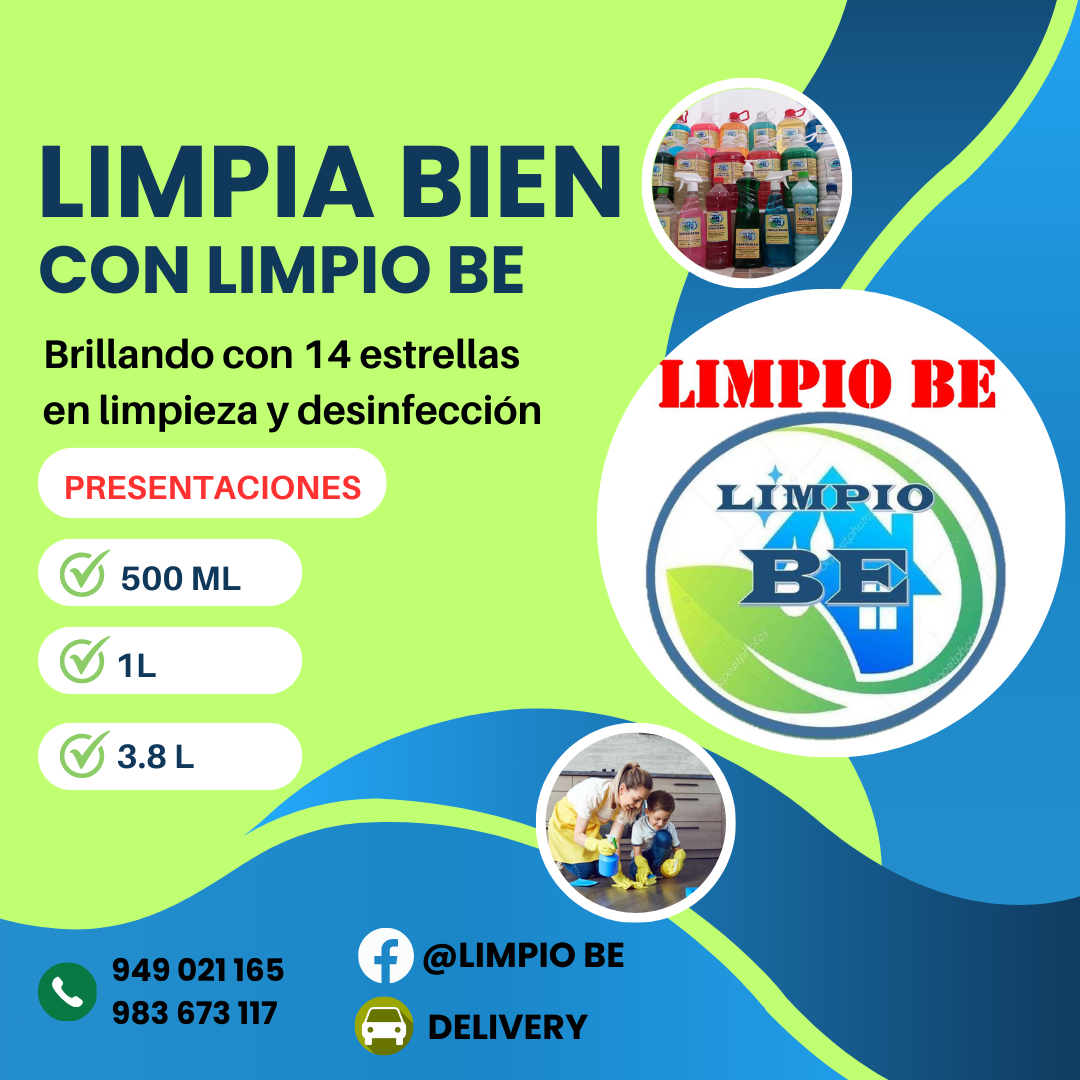 LIMPIA BIEN
CON LIMPIO BE
Brillando con 14 estrellas
en limpieza y desinfección
PRESENTACIONES
500 ML
1L
3.8 L
LIMPIO BE
LIMPIO
BE
949 021 165
983 673 117
@LIMPIO BE
DELIVERY